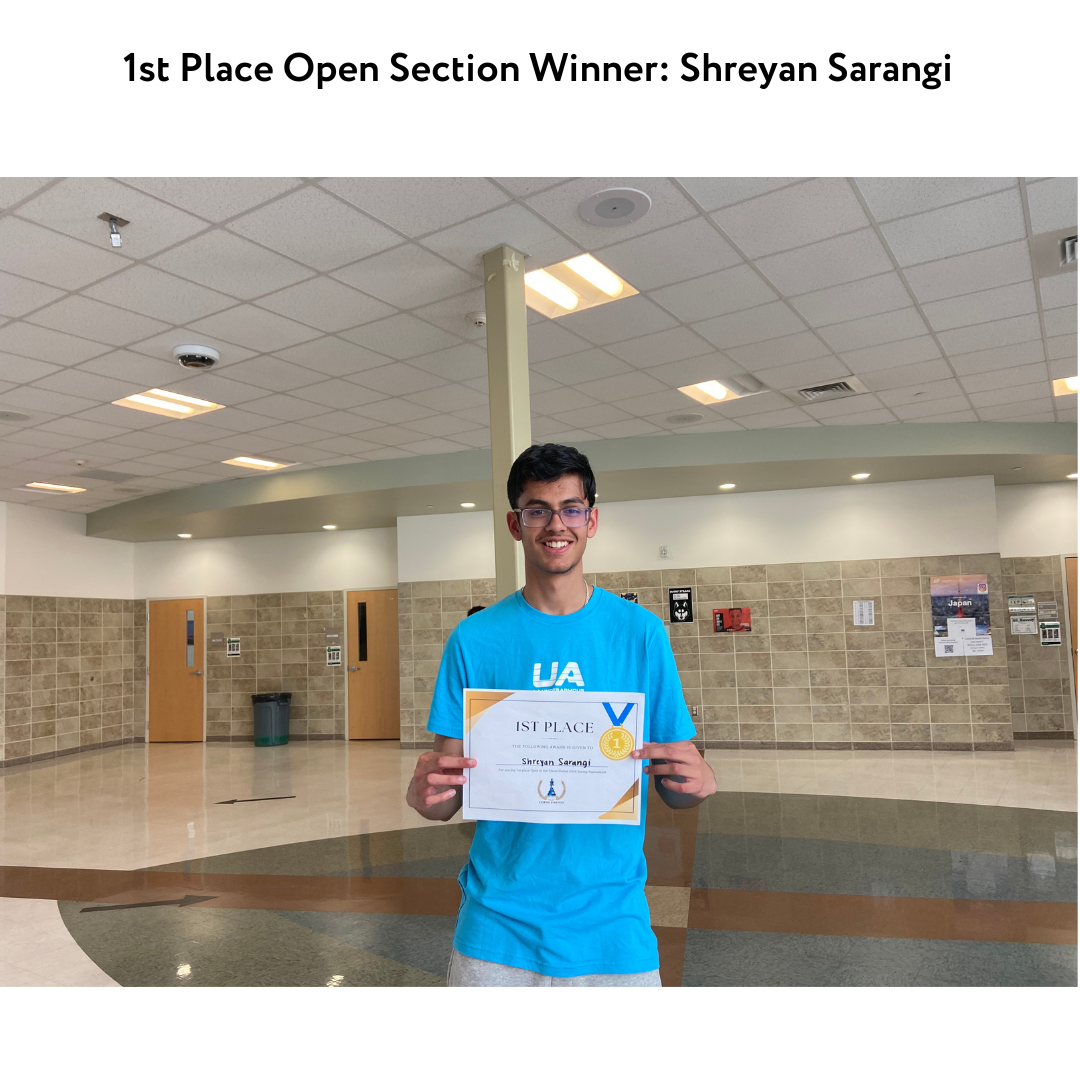 1st Place Open Section Winner: Shreyan Sarangi
Japan
UA
1ST PLACE
THE FOLLOWING AWARD IS GIVEN TO
Shreyan Sarangi
1